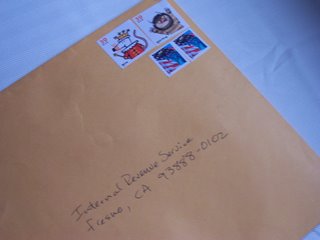 Internal Revenue Service
Fresno, CA 93888-0102